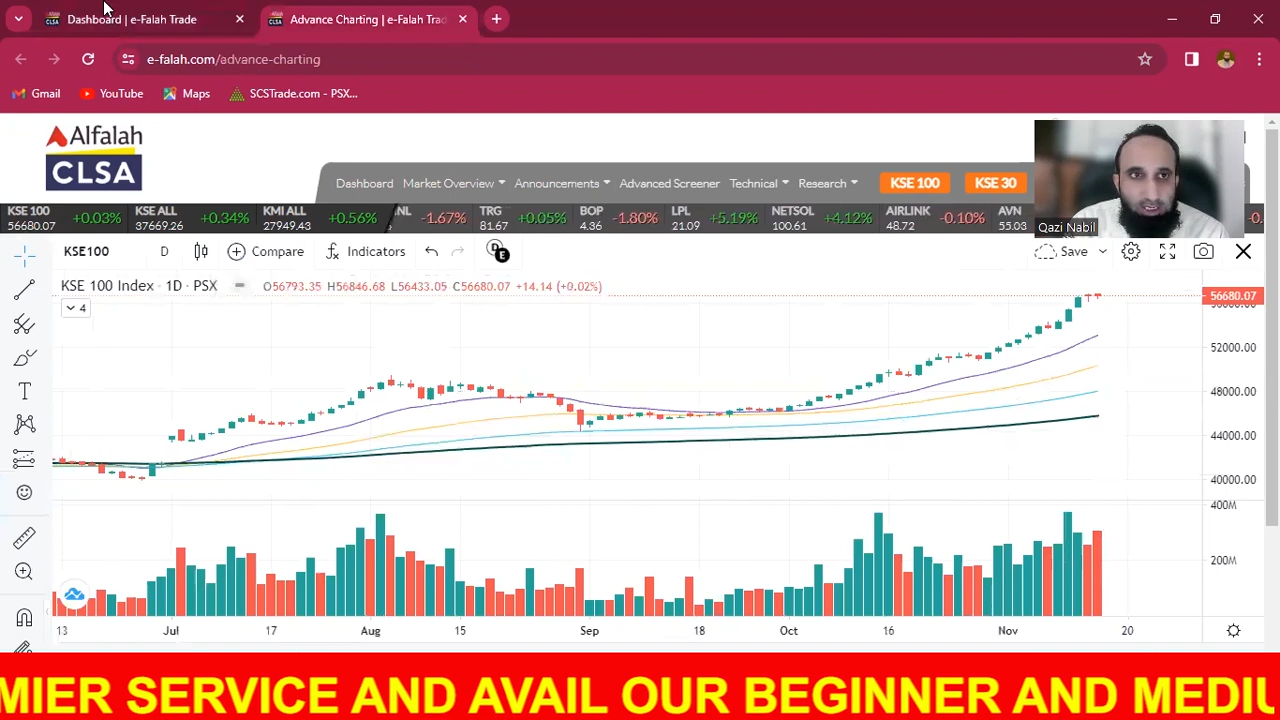 Dashboard | e-Falah Trade
Advance Charting | e-Falah Trac
e-falah.com/advance-charting
Gmail YouTube Maps SCSTrade.com - PSX...
Alfalah
CLSA
Dashboard Market Overview Announcements Advanced Screener Technical Research KSE 100 KSE 30
Qazi Nabil
KSE 100 +0.03% KSE ALL +0.34% KMI ALL +0.56% NL -1.67% TRG +0.05% BOP -1.80% LPL +5.19% NETSOL +4.12% AIRLINK -0.10% AVN -0.
56680.07 37669.26 27949.43 81.67 4.36 21.09 100.61 48.72 55.03
KSE100 D Compare Indicators D E Save
KSE 100 Index · 1D · PSX O56793.35 H56846.68 L56433.05 C56680.07 +14.14 (+0.02%)
4
56680.07
52000.00
48000.00
44000.00
40000.00
400M
200M
13 Jul 17 Aug 15 Sep 18 Oct 16 Nov 20
MIER SERVICE AND AVAIL OUR BEGINNER AND MEDIU